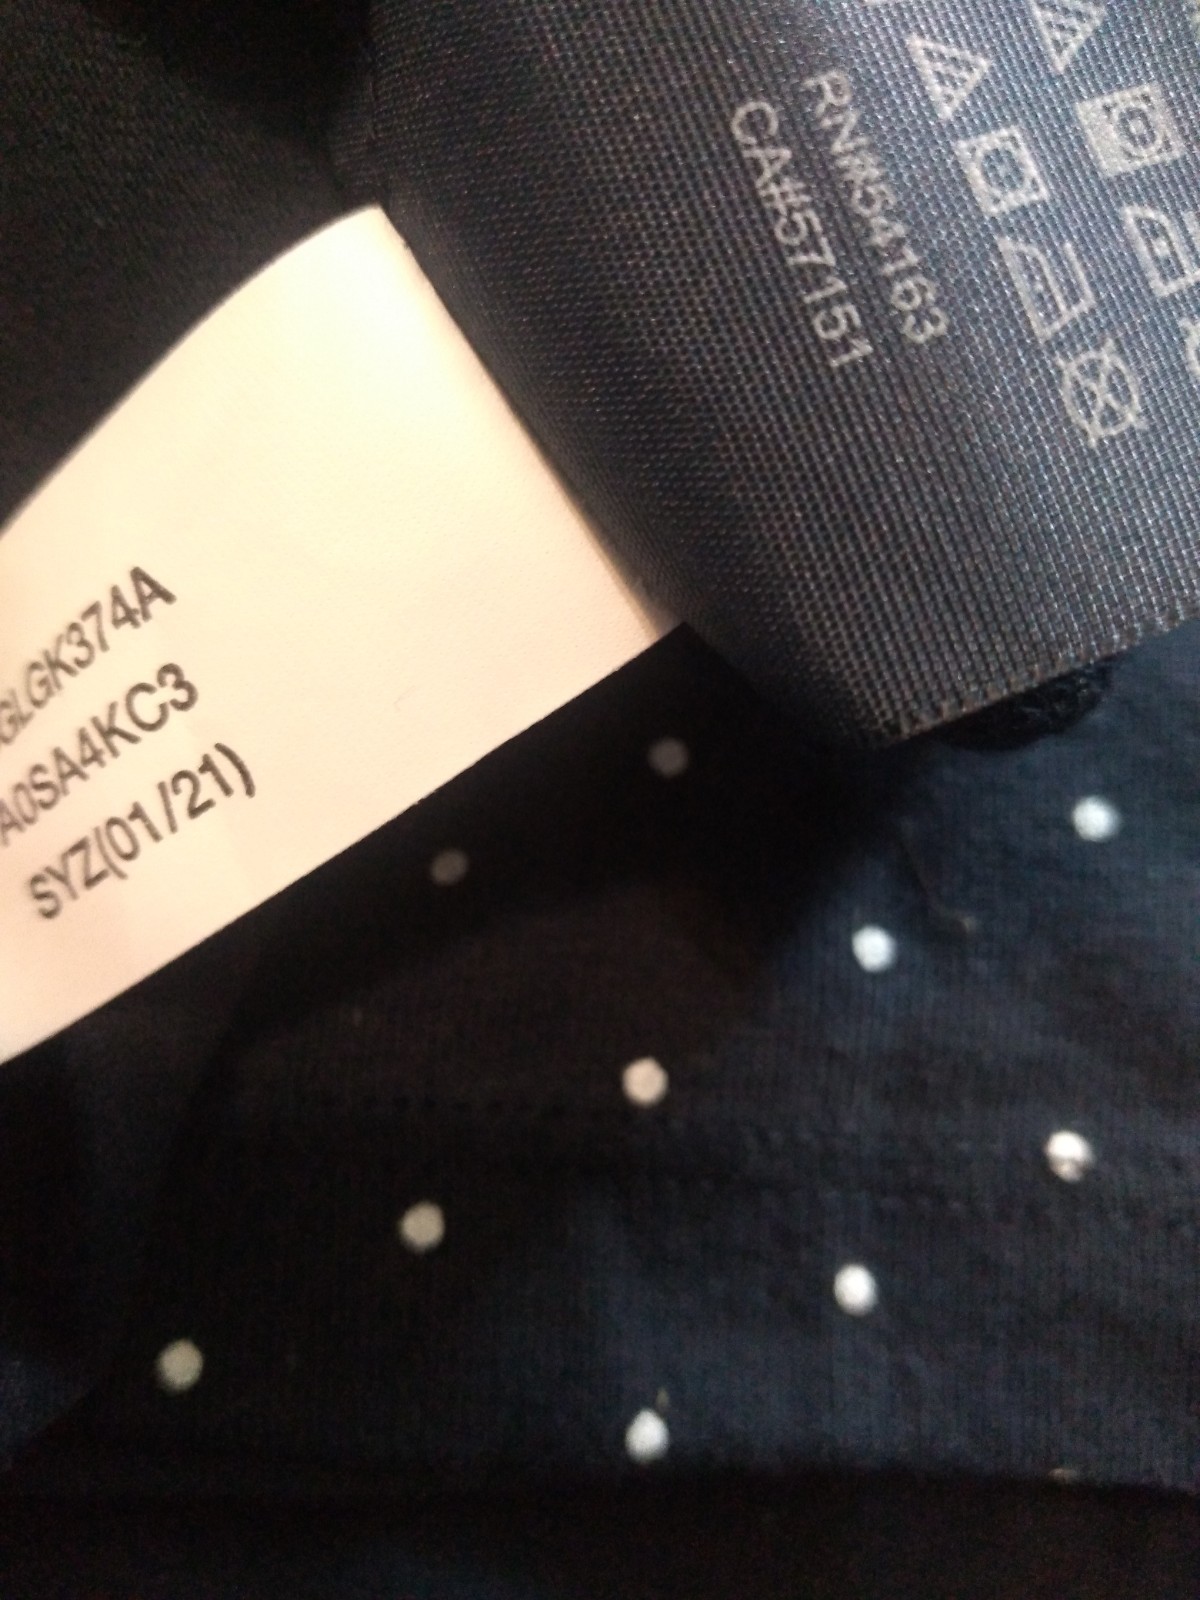 RN#54163
CA#57151
GLGK374A
A0SA4KC3
SYZ(01/21)